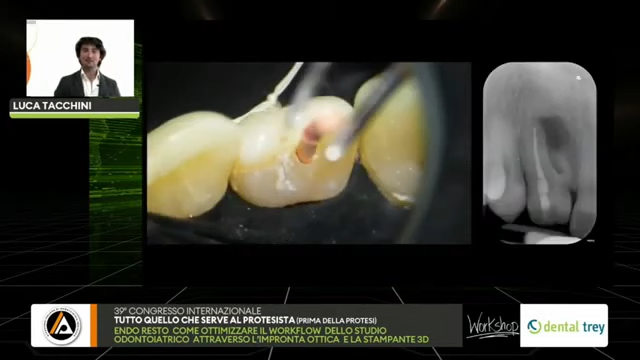 LUCA TACCHINI
39° CONGRESSO INTERNAZIONALE
TUTTO QUELLO CHE SERVE AL PROTESISTA (PRIMA DELLA PROTESI)
ENDO RESTO COME OTTIMIZZARE IL WORKFLOW DELLO STUDIO
ODONTOIATRICO ATTRAVERSO L'IMPRONTA OTTICA E LA STAMPANTE 3D
Workshop
dental trey